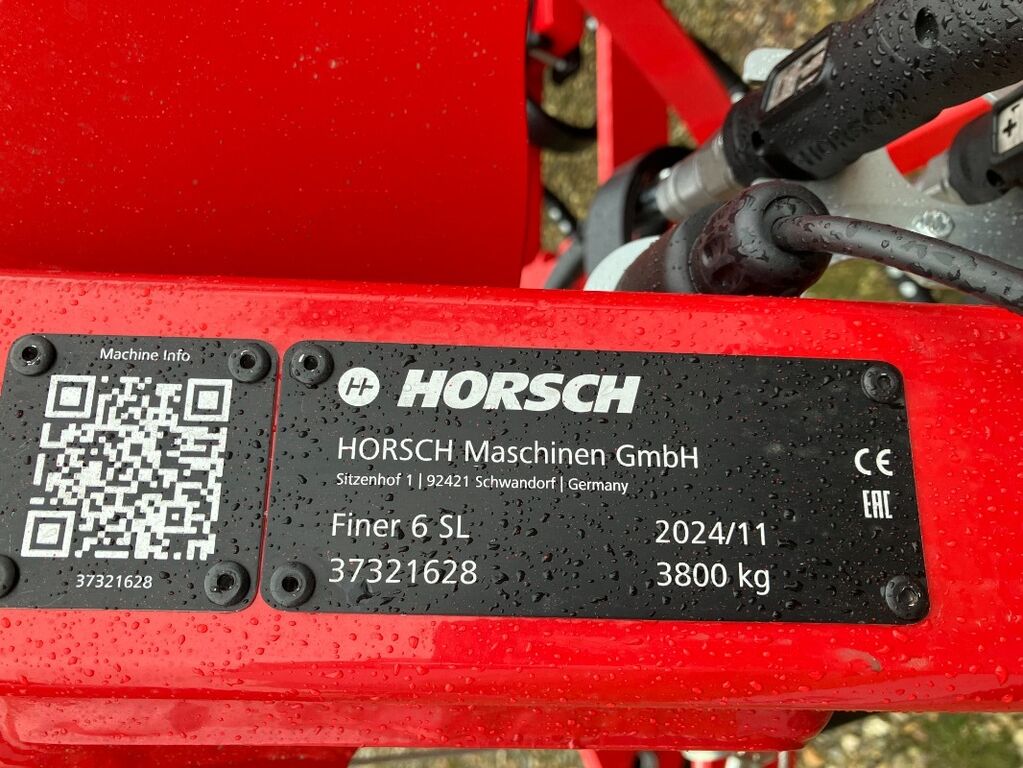 HORSCH
Machine Info
37321628
HORSCH
HORSCH Maschinen GmbH
Sitzenhof 1 | 92421 Schwandorf | Germany
Finer 6 SL 2024/11
37321628 3800 kg
CE
EAC
+